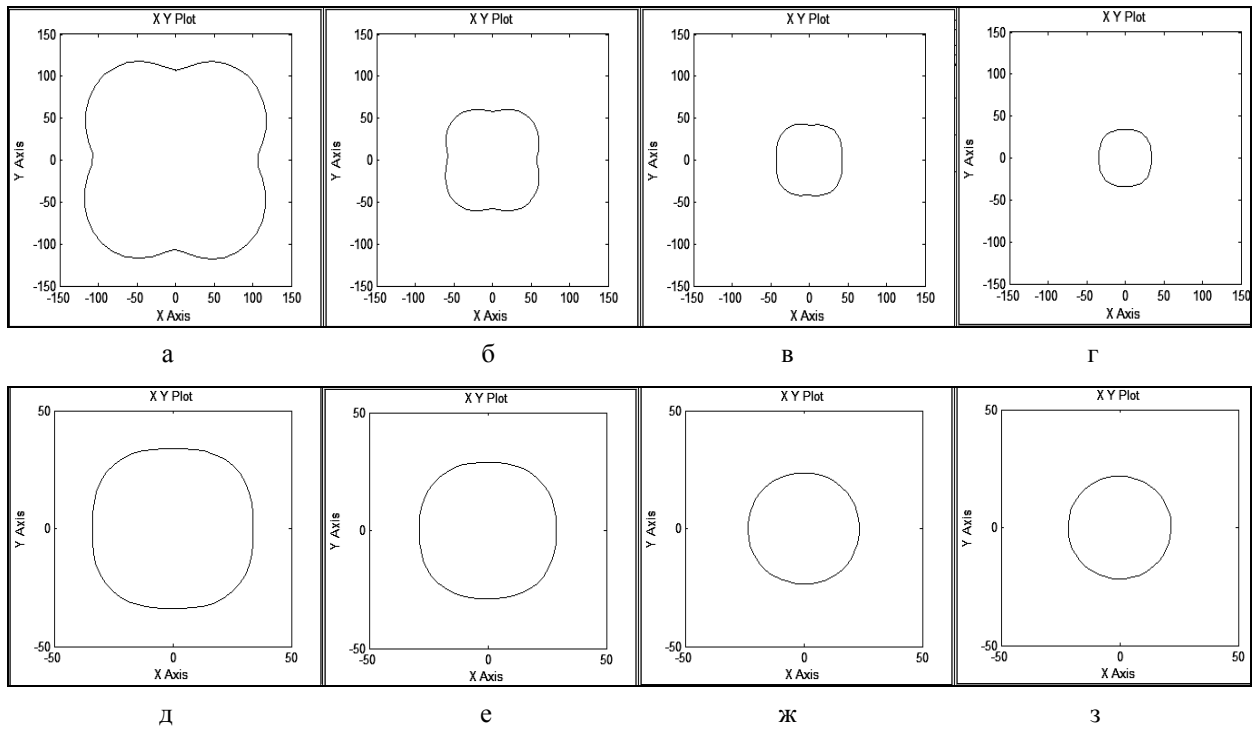 X Y Plot X Y Plot X Y Plot X Y Plot
150 150 150 150
100 100 100 100
50 50 50 50
0 0 0 0
-50 -50 -50 -50
-100 -100 -100 -100
-150 -150 -150 -150
Y Axis Y Axis Y Axis Y Axis
-150 -100 -50 0 50 100 150 -150 -100 -50 0 50 100 150 -150 -100 -50 0 50 100 150 -150 -100 -50 0 50 100 150
X Axis X Axis X Axis X Axis
а б в г
X Y Plot X Y Plot X Y Plot X Y Plot
50 50 50 50
0 0 0 0
-50 -50 -50 -50
Y Axis Y Axis Y Axis Y Axis
-50 0 50 -50 0 50 -50 0 50 -50 0 50
X Axis X Axis X Axis X Axis
д е ж з